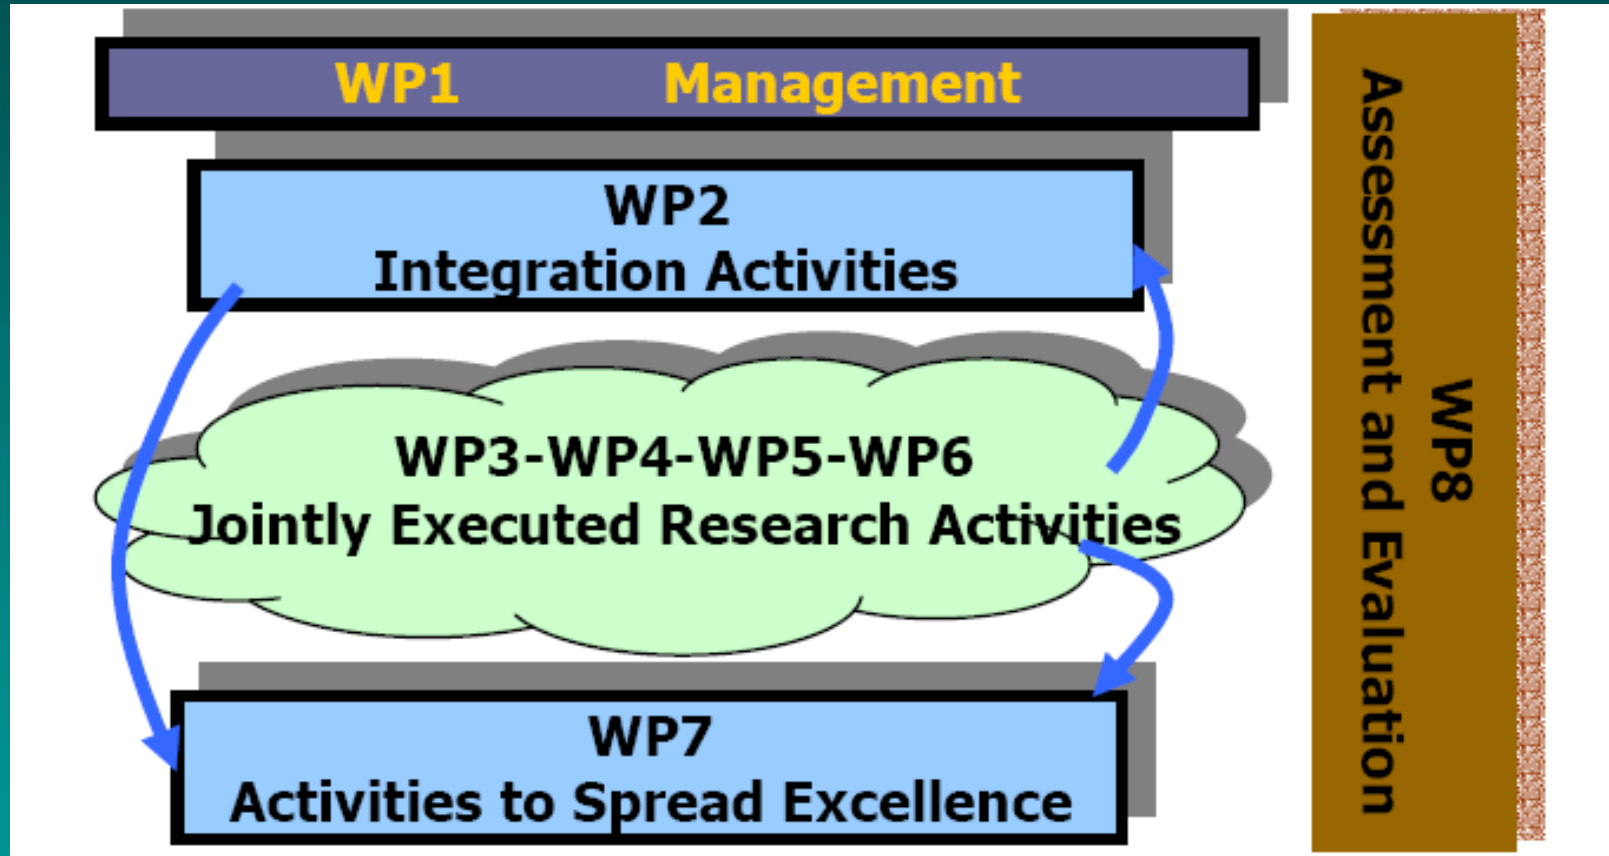 WP1 Management
WP2
Integration Activities
WP3-WP4-WP5-WP6
Jointly Executed Research Activities
WP7
Activities to Spread Excellence
WP8
Assessment and Evaluation